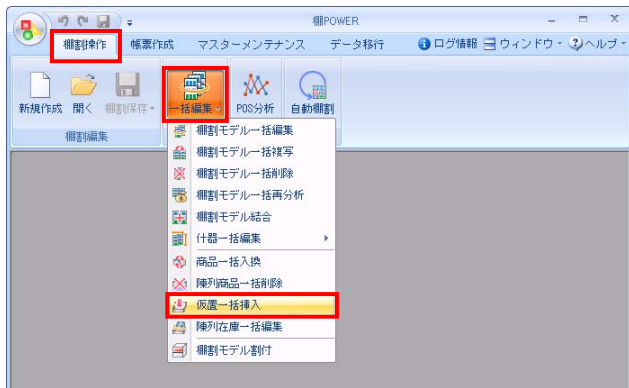 棚POWER
棚割操作 帳票作成 マスターメンテナンス データ移行 ログ情報 ウィンドウ ヘルプ
新規作成 開く 棚割保存 一括編集 POS分析 自動棚割
棚割編集
棚割モデル一括編集
棚割モデル一括複写
棚割モデル一括削除
棚割モデル一括再分析
棚割モデル結合
什器一括編集
商品一括入換
陳列商品一括削除
仮置一括挿入
陳列在庫一括編集
棚割モデル割付